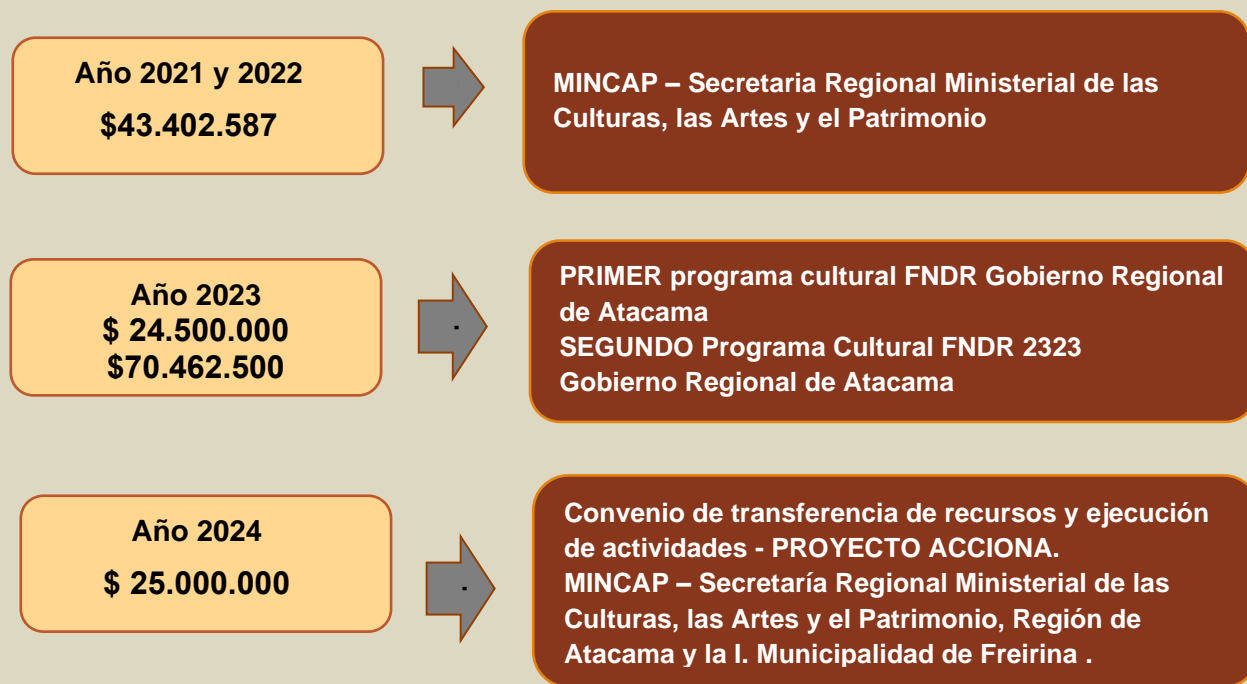 Año 2021 y 2022
$43.402.587
MINCAP – Secretaria Regional Ministerial de las
Culturas, las Artes y el Patrimonio
Año 2023
$ 24.500.000
$70.462.500
.
PRIMER programa cultural FNDR Gobierno Regional
de Atacama
SEGUNDO Programa Cultural FNDR 2323
Gobierno Regional de Atacama
Año 2024
$ 25.000.000
.
Convenio de transferencia de recursos y ejecución
de actividades - PROYECTO ACCIONA.
MINCAP – Secretaría Regional Ministerial de las
Culturas, las Artes y el Patrimonio, Región de
Atacama y la I. Municipalidad de Freirina .